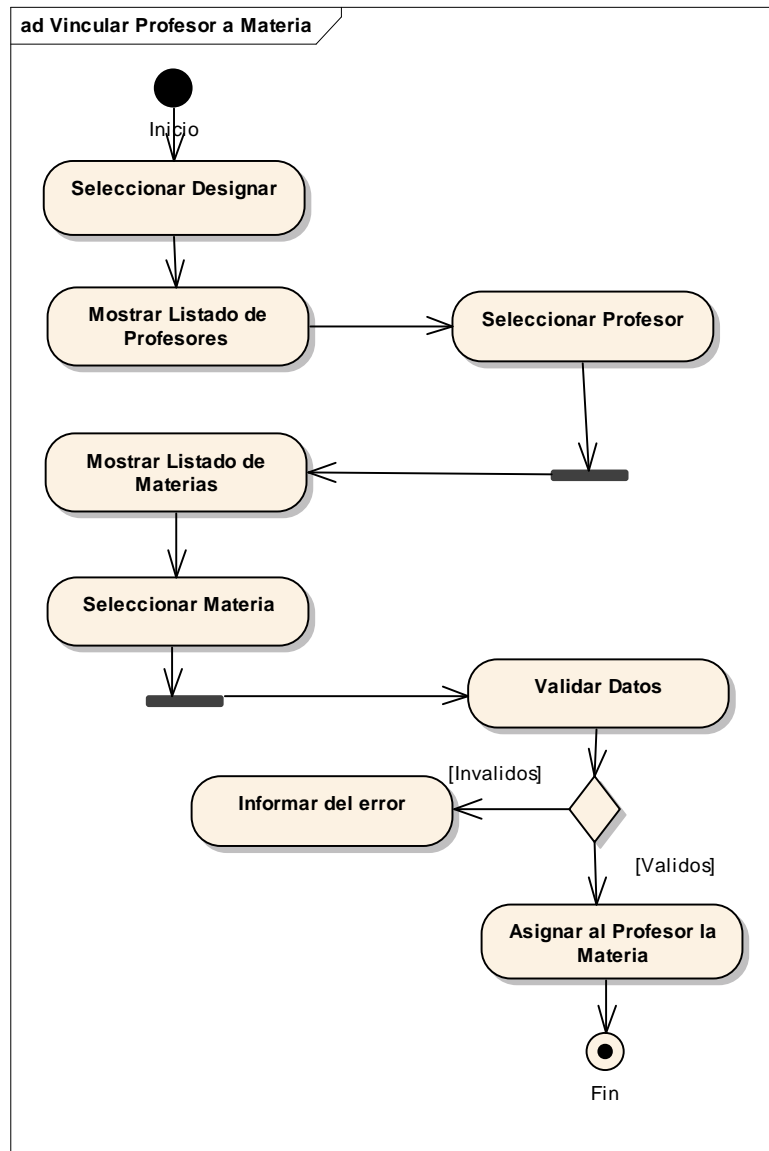 ad Vincular Profesor a Materia
Inicio
Seleccionar Designar
Mostrar Listado de
Profesores
Seleccionar Profesor
Mostrar Listado de
Materias
Seleccionar Materia
Validar Datos
[Invalidos]
Informar del error
[Validos]
Asignar al Profesor la
Materia
Fin